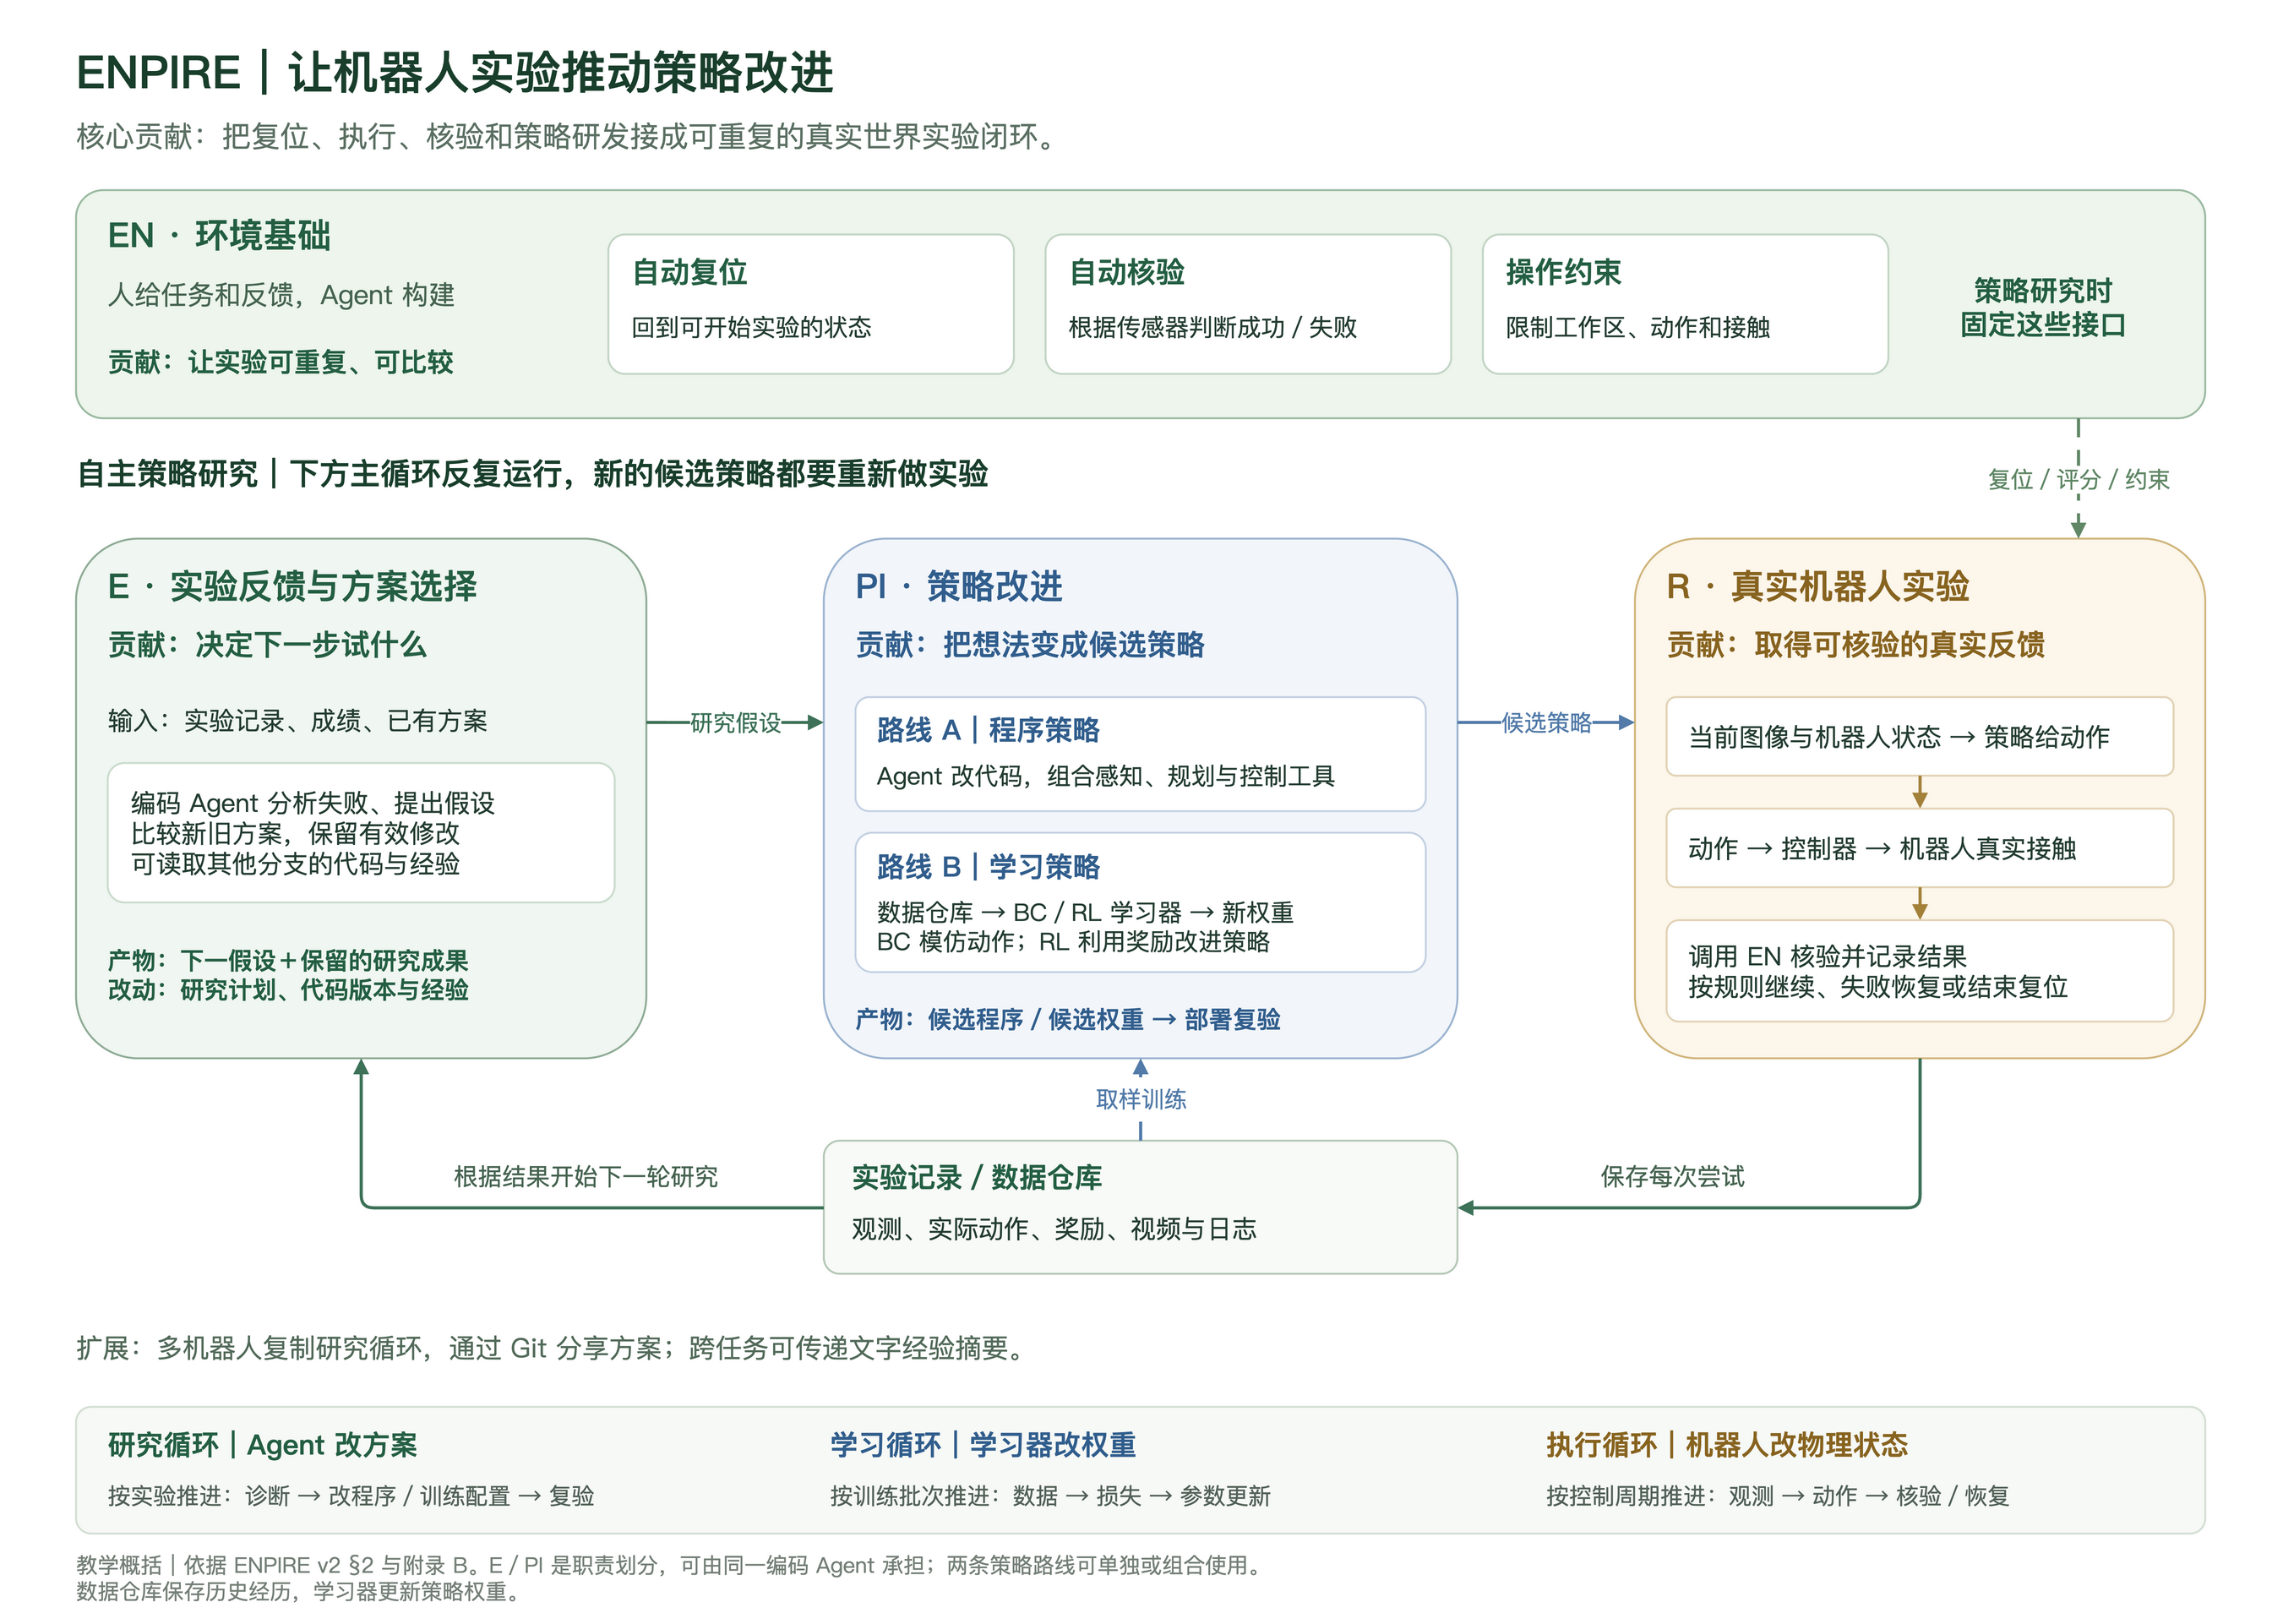 ENPIRE｜让机器人实验推动策略改进
核心贡献：把复位、执行、核验和策略研发接成可重复的真实世界实验闭环。
EN · 环境基础
人给任务和反馈，Agent 构建
贡献：让实验可重复、可比较
自动复位
回到可开始实验的状态
自动核验
根据传感器判断成功 / 失败
操作约束
限制工作区、动作和接触
策略研究时
固定这些接口
自主策略研究｜下方主循环反复运行，新的候选策略都要重新做实验
复位 / 评分 / 约束
E · 实验反馈与方案选择
贡献：决定下一步试什么
输入：实验记录、成绩、已有方案
编码 Agent 分析失败、提出假设
比较新旧方案，保留有效修改
可读取其他分支的代码与经验
产物：下一假设＋保留的研究成果
改动：研究计划、代码版本与经验
研究假设
PI · 策略改进
贡献：把想法变成候选策略
路线 A｜程序策略
Agent 改代码，组合感知、规划与控制工具
路线 B｜学习策略
数据仓库 → BC / RL 学习器 → 新权重
BC 模仿动作；RL 利用奖励改进策略
产物：候选程序 / 候选权重 → 部署复验
候选策略
R · 真实机器人实验
贡献：取得可核验的真实反馈
当前图像与机器人状态 → 策略给动作
动作 → 控制器 → 机器人真实接触
调用 EN 核验并记录结果
按规则继续、失败恢复或结束复位
取样训练
根据结果开始下一轮研究
实验记录 / 数据仓库
观测、实际动作、奖励、视频与日志
保存每次尝试
扩展：多机器人复制研究循环，通过 Git 分享方案；跨任务可传递文字经验摘要。
研究循环｜Agent 改方案
按实验推进：诊断 → 改程序 / 训练配置 → 复验
学习循环｜学习器改权重
按训练批次推进：数据 → 损失 → 参数更新
执行循环｜机器人改物理状态
按控制周期推进：观测 → 动作 → 核验 / 恢复
教学概括｜依据 ENPIRE v2 §2 与附录 B。E / PI 是职责划分，可由同一编码 Agent 承担；两条策略路线可单独或组合使用。
数据仓库保存历史经历，学习器更新策略权重。